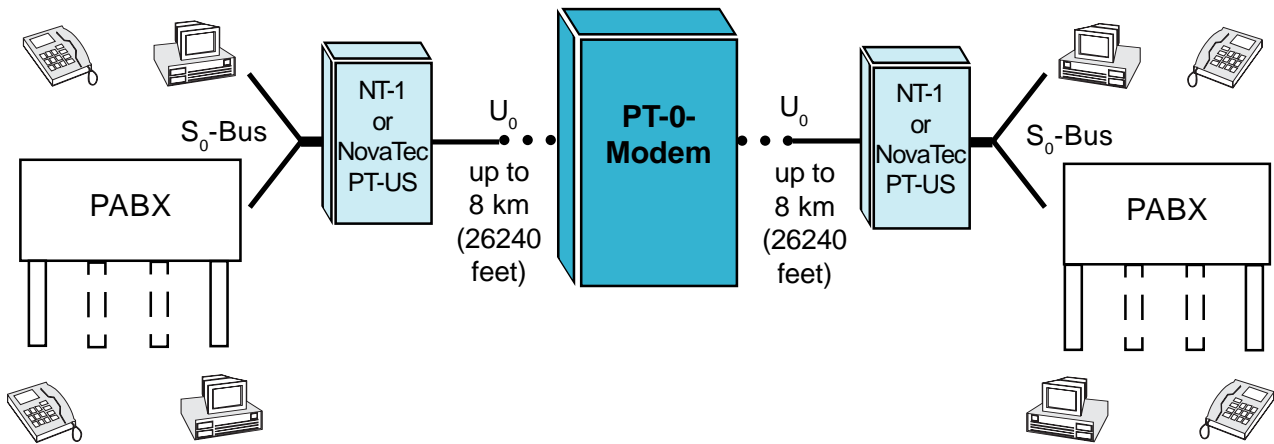 S₀-Bus
PABX
NT-1
or
NovaTec
PT-US
U₀
up to
8 km
(26240
feet)
PT-0-
Modem
U₀
up to
8 km
(26240
feet)
NT-1
or
NovaTec
PT-US
S₀-Bus
PABX